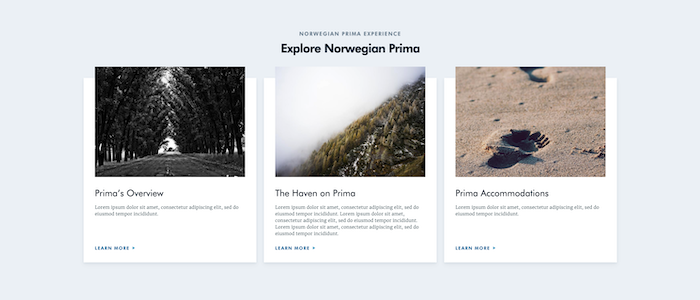 NORWEGIAN PRIMA EXPERIENCE
Explore Norwegian Prima
Prima's Overview
Lorem ipsum dolor sit amet, consectetur adipiscing elit, sed do
eiusmod tempor incididunt.
LEARN MORE +
The Haven on Prima
Lorem ipsum dolor sit amet, consectetur adipiscing elit, sed do
eiusmod tempor incididunt. Lorem ipsum dolor sit amet,
consectetur adipiscing elit, sed do eiusmod tempor incididunt.
Lorem ipsum dolor sit amet, consectetur adipiscing elit, sed do
eiusmod tempor incididunt.
LEARN MORE +
Prima Accommodations
Lorem ipsum dolor sit amet, consectetur adipiscing elit, sed do
eiusmod tempor incididunt.
LEARN MORE +